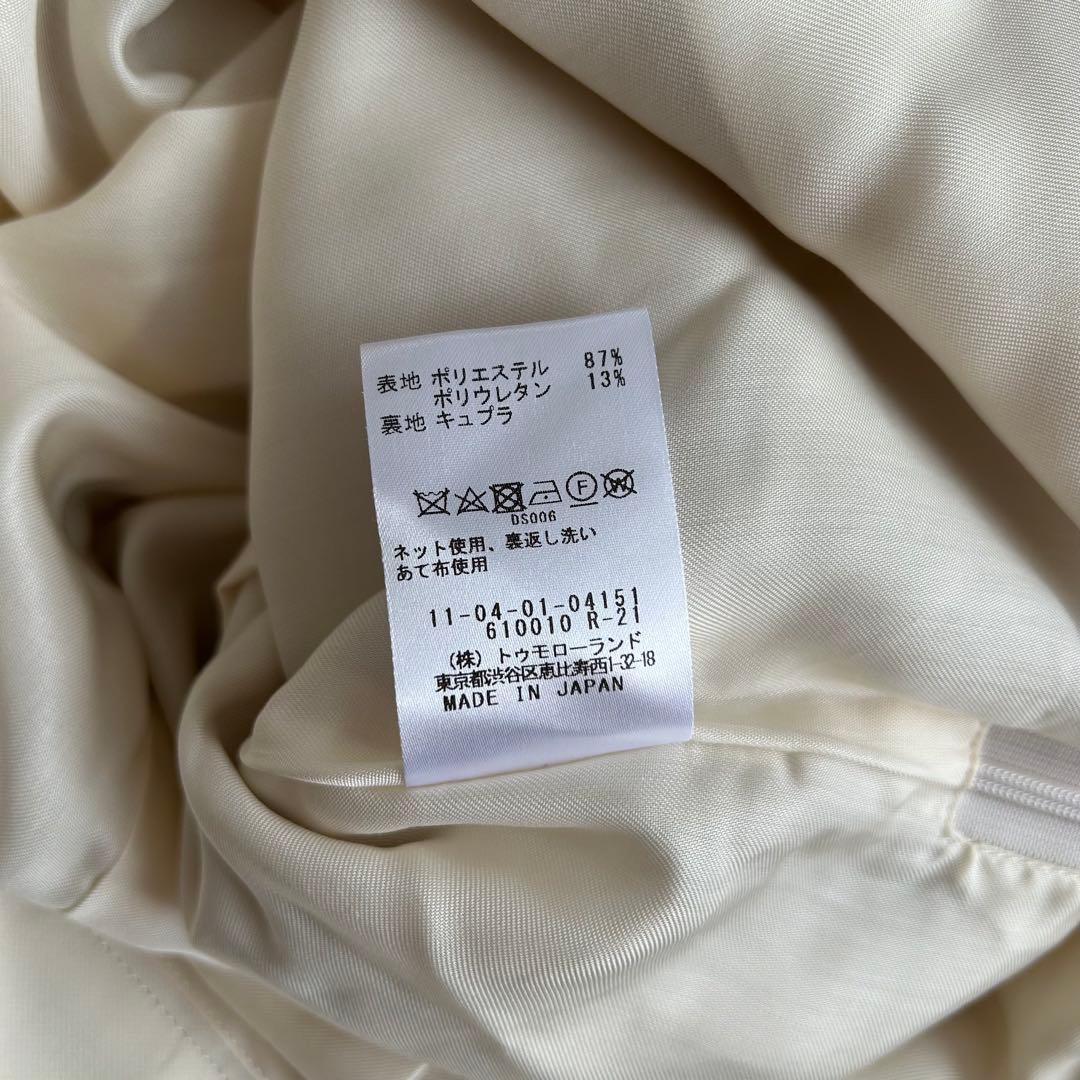 表地 ポリエステル 87%
ポリウレタン 13%
裏地 キュプラ
F W
DS006
ネット使用、裏返し洗い
あて布使用
11-04-01-04151
610010 R-21
(株) トゥモローランド
東京都渋谷区恵比寿西1-32-18
MADE IN JAPAN